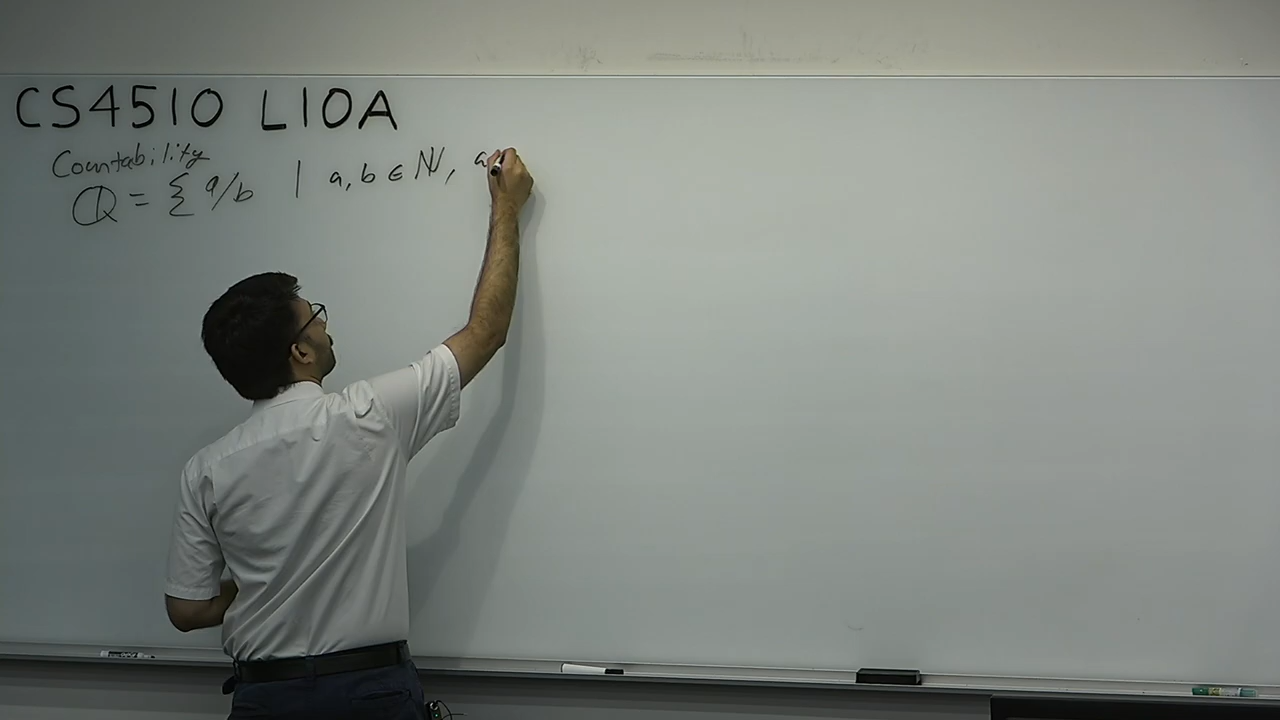 CS4510 L10A
Countability
ℚ = { a/b | a, b ∈ ℕ, a